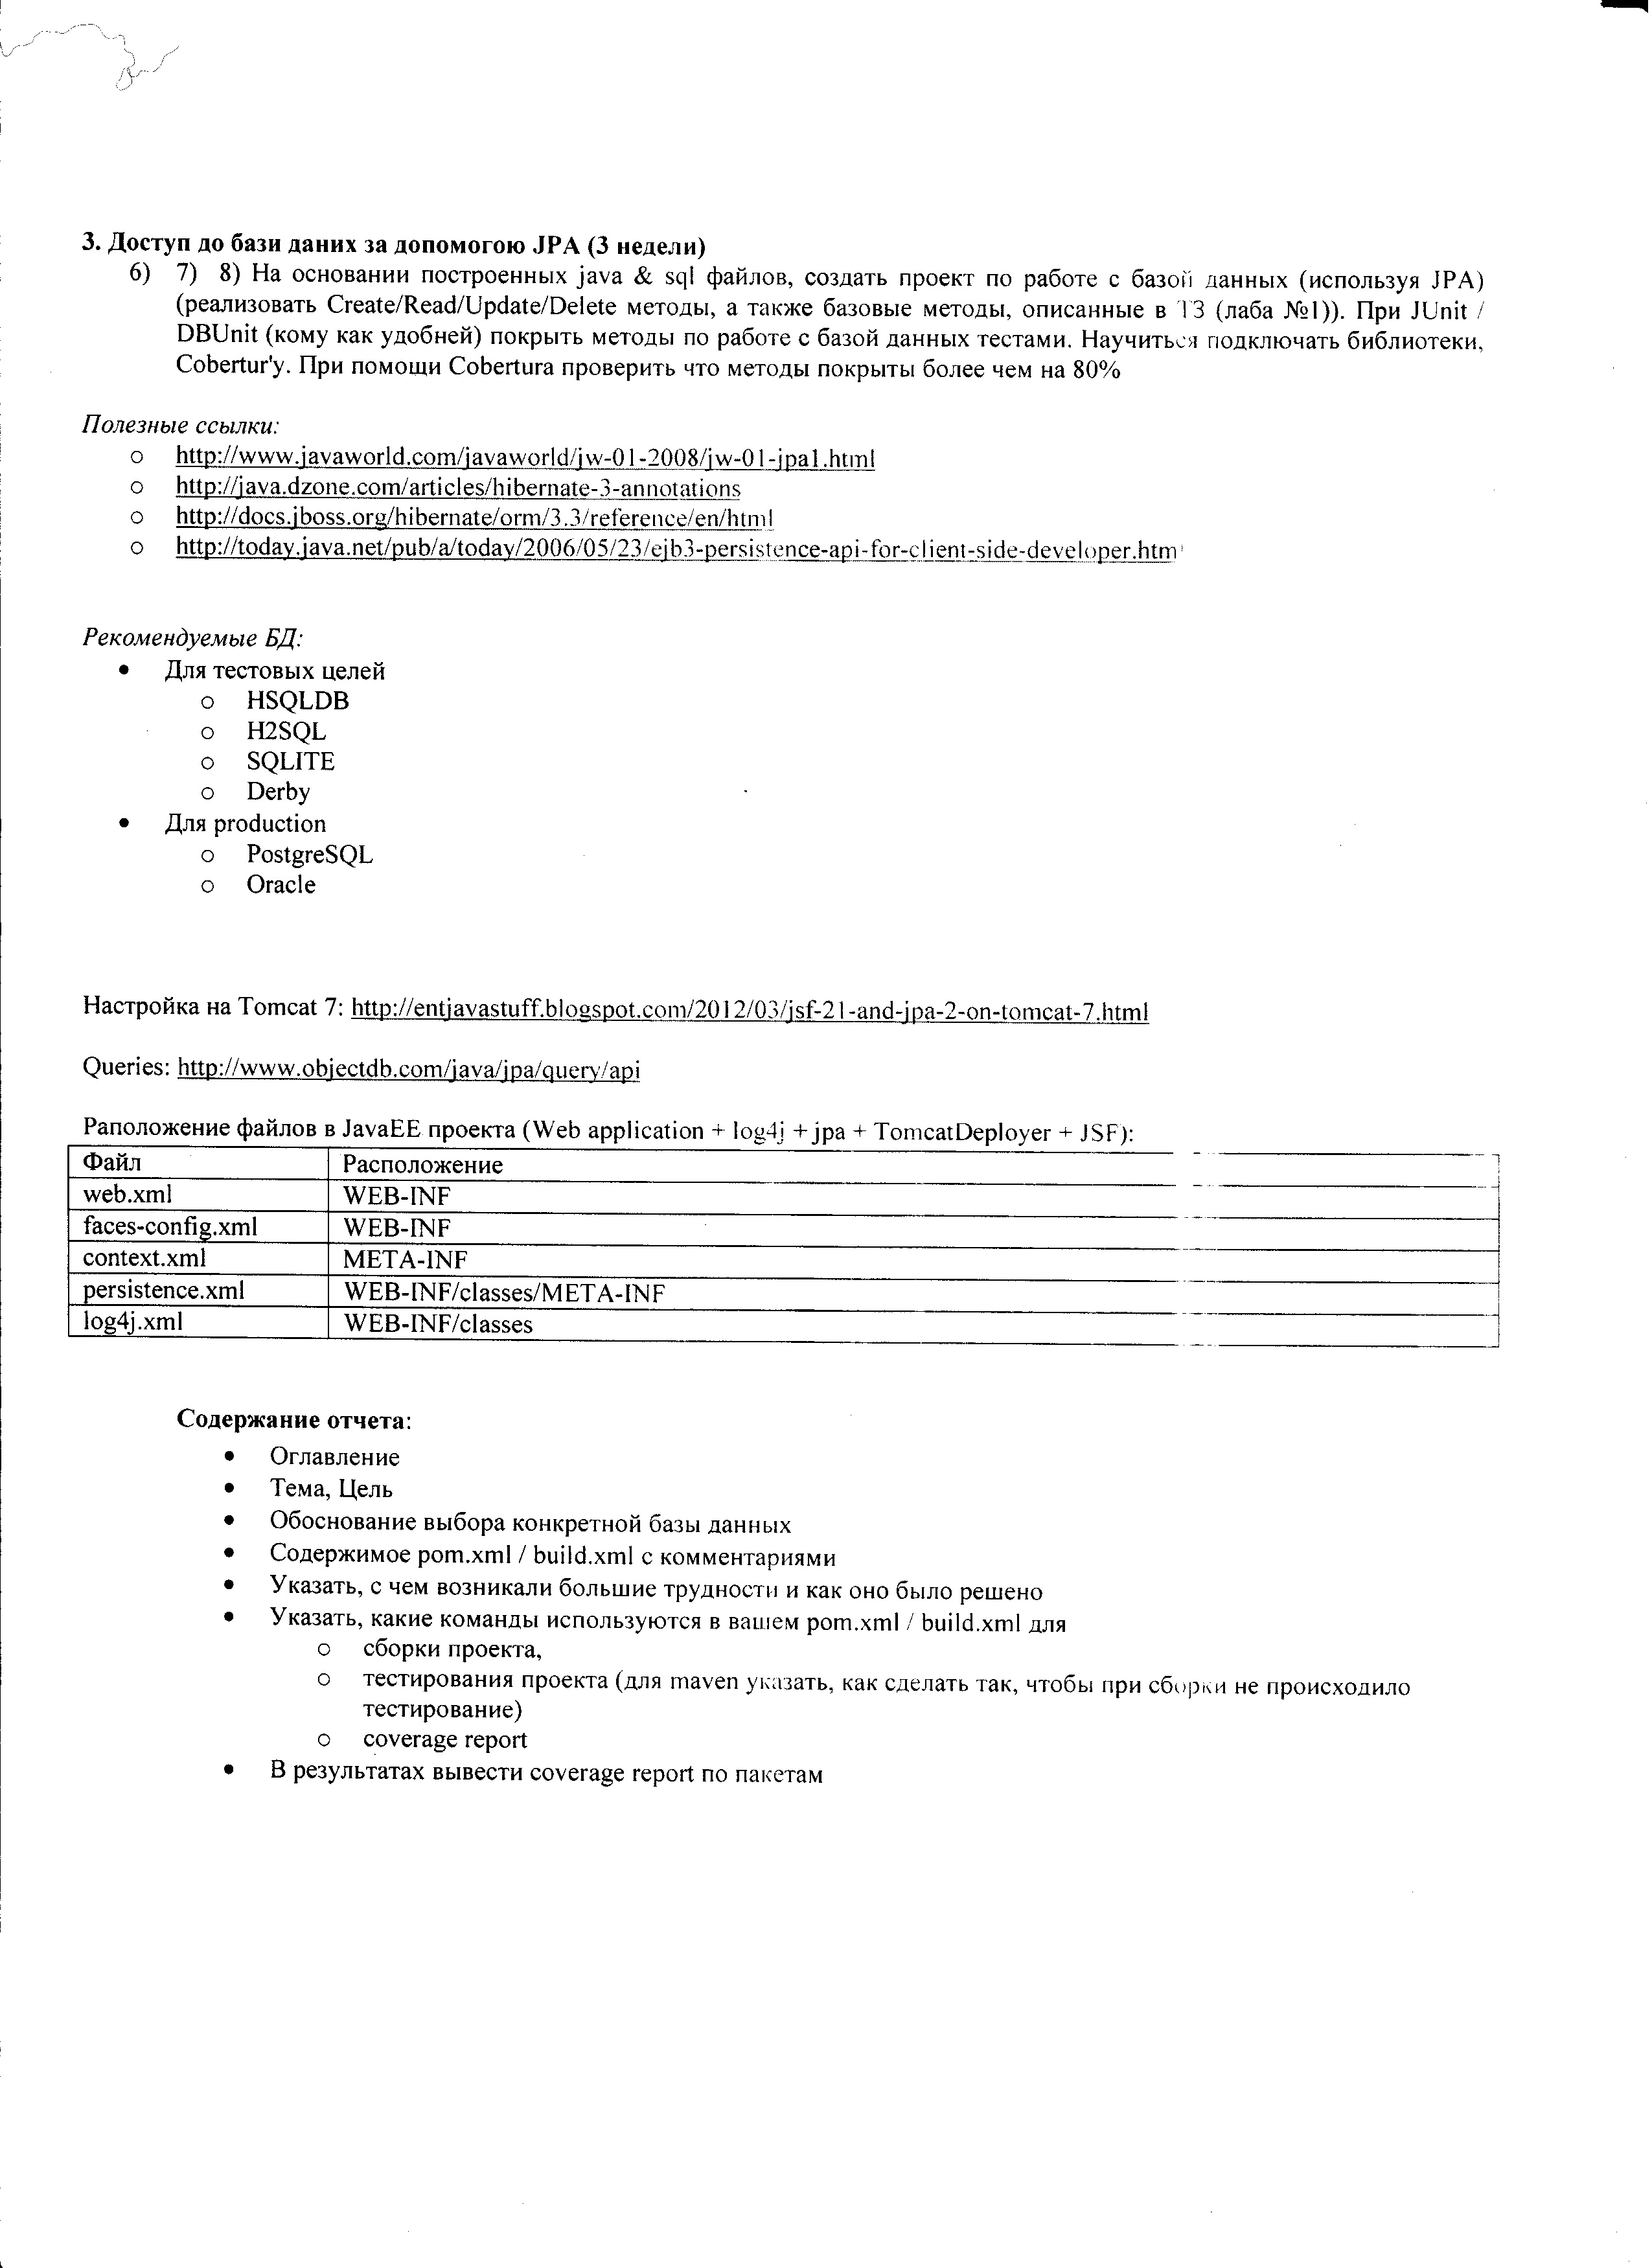 3. Доступ до бази даних за допомогою JPA (3 недели)
6) 7) 8) На основании построенных java & sql файлов, создать проект по работе с базой данных (используя JPA)
(реализовать Create/Read/Update/Delete методы, а также базовые методы, описанные в ТЗ (лаба №1)). При JUnit /
DBUnit (кому как удобней) покрыть методы по работе с базой данных тестами. Научиться подключать библиотеки,
Cobertur'у. При помощи Cobertura проверить что методы покрыты более чем на 80%
Полезные ссылки:
o http://www.javaworld.com/javaworld/jw-01-2008/jw-01-jpa1.html
o http://java.dzone.com/articles/hibernate-3-annotations
o http://docs.jboss.org/hibernate/orm/3.3/reference/en/html
o http://today.java.net/pub/a/today/2006/05/23/ejb3-persistence-api-for-client-side-developer.html
Рекомендуемые БД:
• Для тестовых целей
o HSQLDB
o H2SQL
o SQLITE
o Derby
• Для production
o PostgreSQL
o Oracle
Настройка на Tomcat 7: http://entjavastuff.blogspot.com/2012/03/jsf-21-and-jpa-2-on-tomcat-7.html
Queries: http://www.objectdb.com/java/jpa/query/api
Раположение файлов в JavaEE проекта (Web application + log4j + jpa + TomcatDeployer + JSF):
Файл Расположение
web.xml WEB-INF
faces-config.xml WEB-INF
context.xml META-INF
persistence.xml WEB-INF/classes/META-INF
log4j.xml WEB-INF/classes
Содержание отчета:
• Оглавление
• Тема, Цель
• Обоснование выбора конкретной базы данных
• Содержимое pom.xml / build.xml с комментариями
• Указать, с чем возникали большие трудности и как оно было решено
• Указать, какие команды используются в вашем pom.xml / build.xml для
o сборки проекта,
o тестирования проекта (для maven указать, как сделать так, чтобы при сборки не происходило
тестирование)
o coverage report
• В результатах вывести coverage report по пакетам